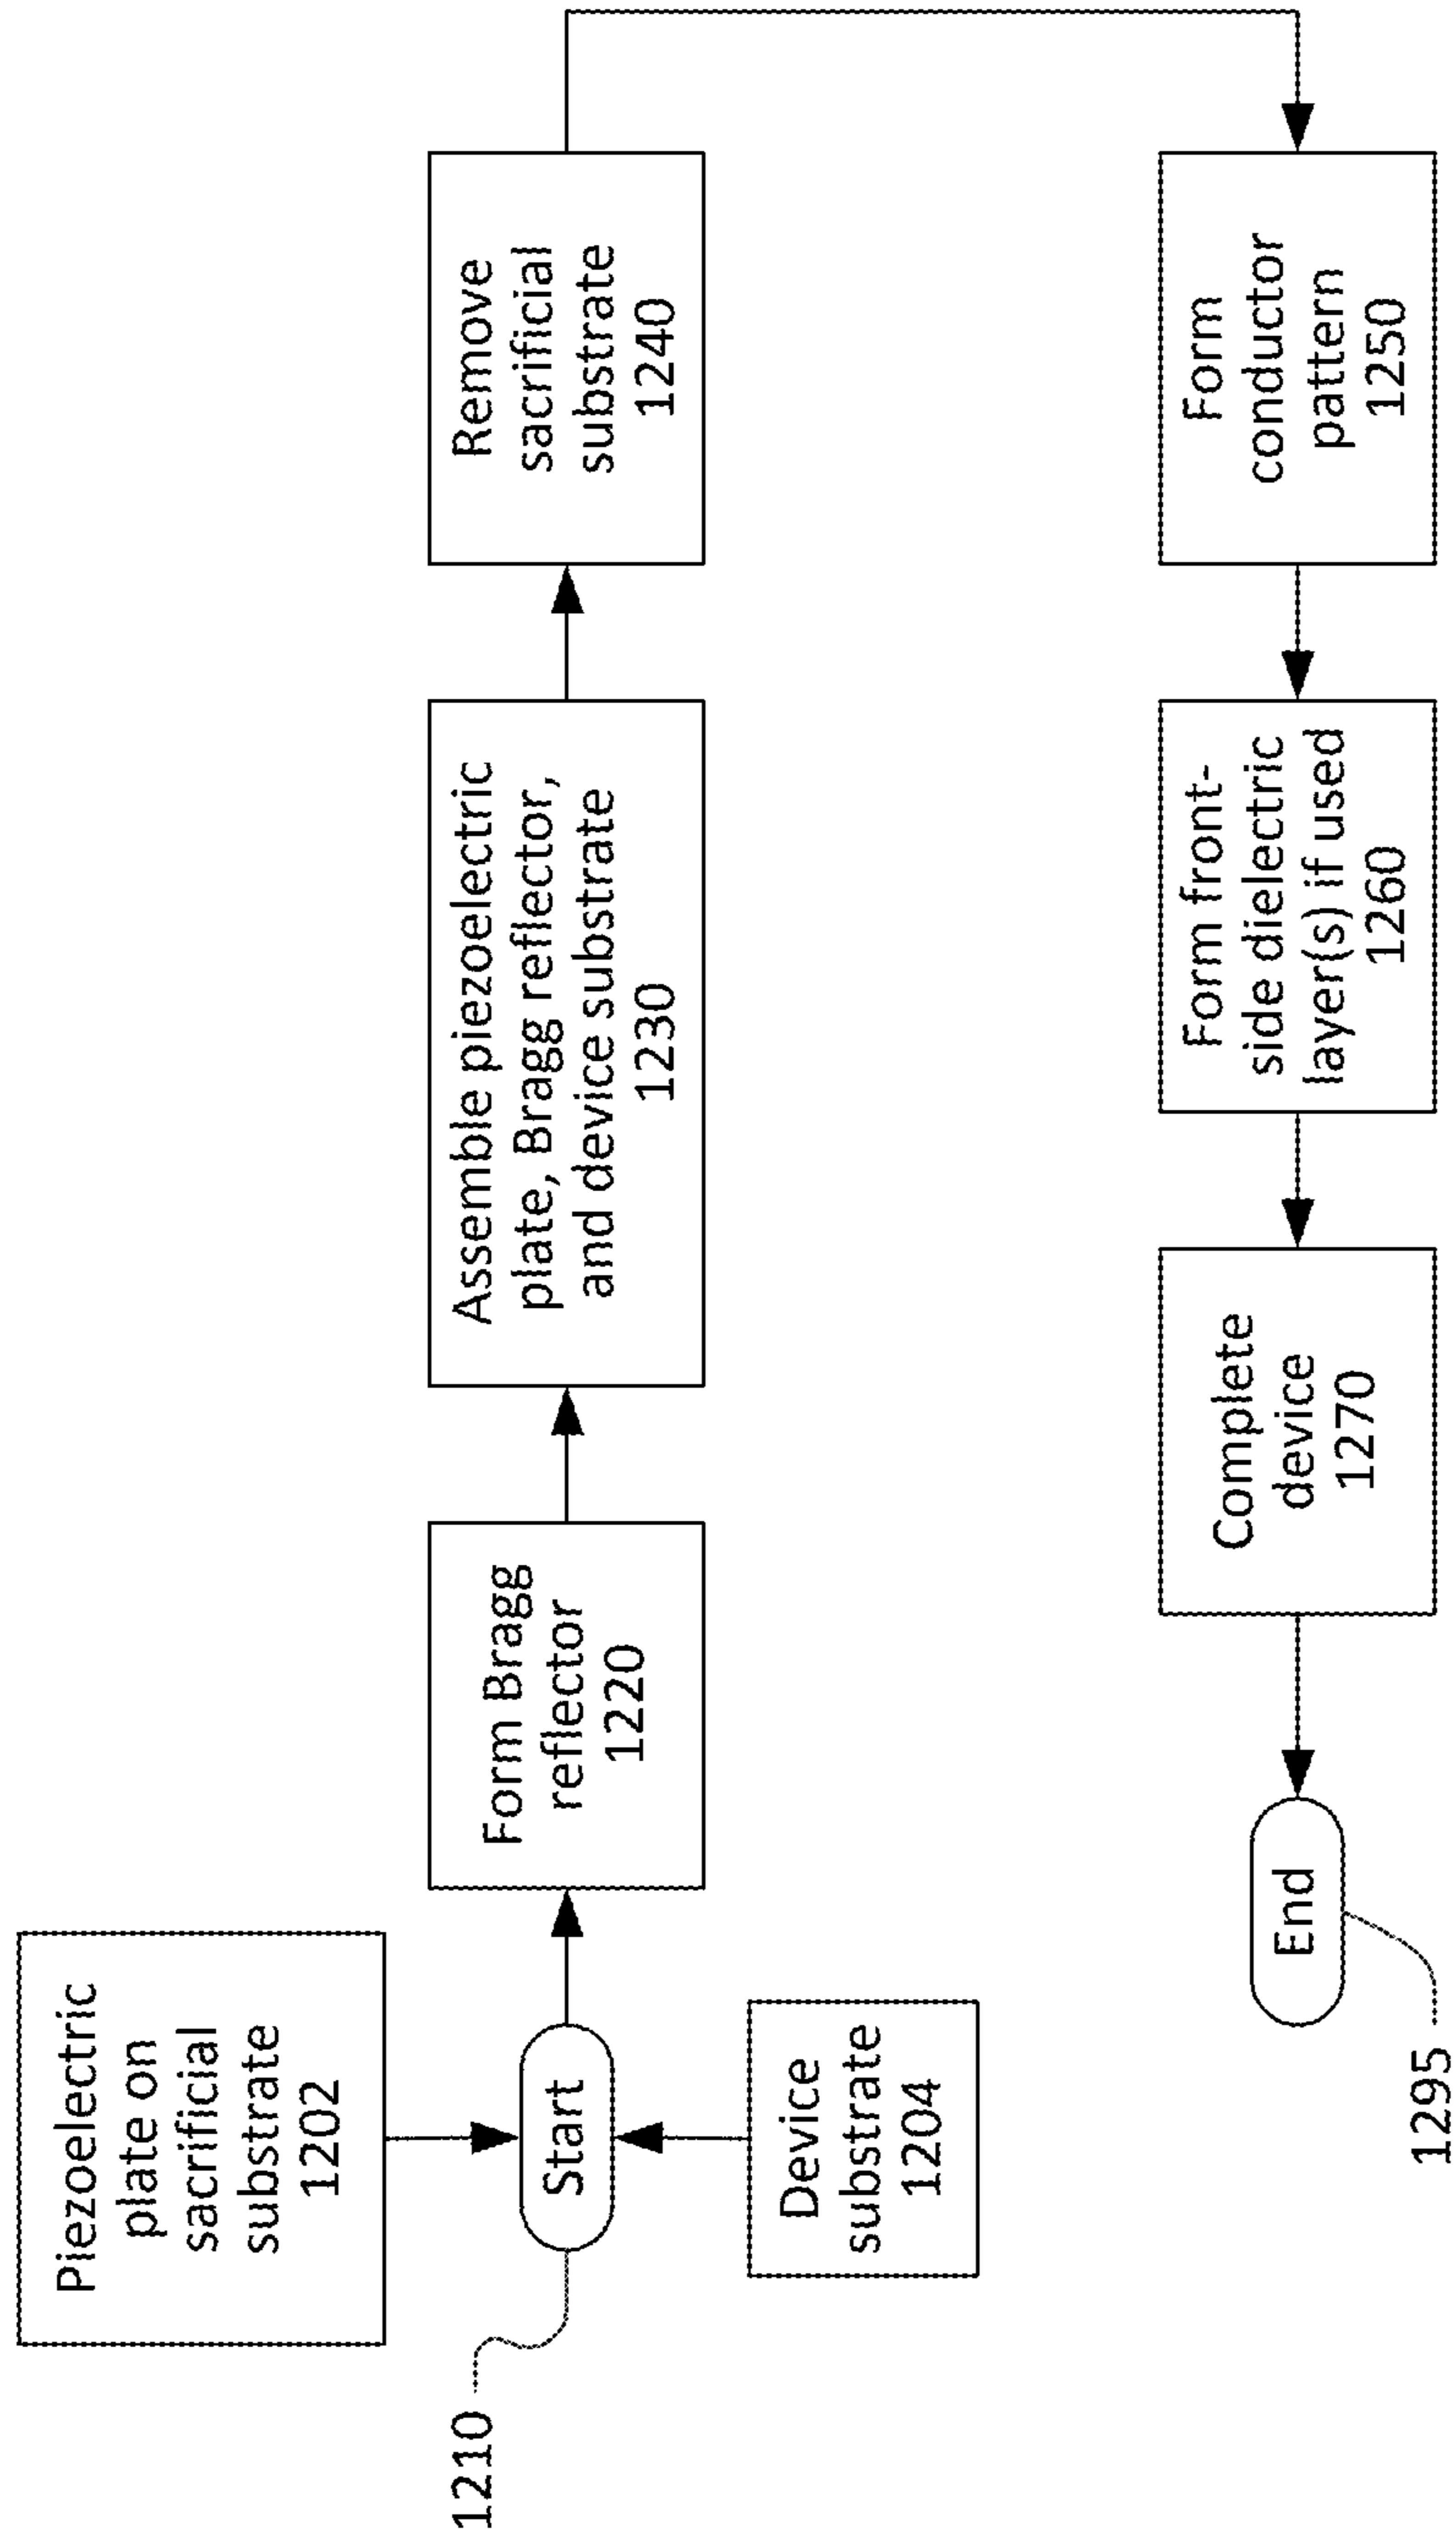 Piezoelectric
plate on
sacrificial
substrate
1202
1210
Start
Device
substrate
1204
Form Bragg
reflector
1220
Assemble piezoelectric
plate, Bragg reflector,
and device substrate
1230
Remove
sacrificial
substrate
1240
Form
conductor
pattern
1250
Form front-
side dielectric
layer(s) if used
1260
Complete
device
1270
End
1295